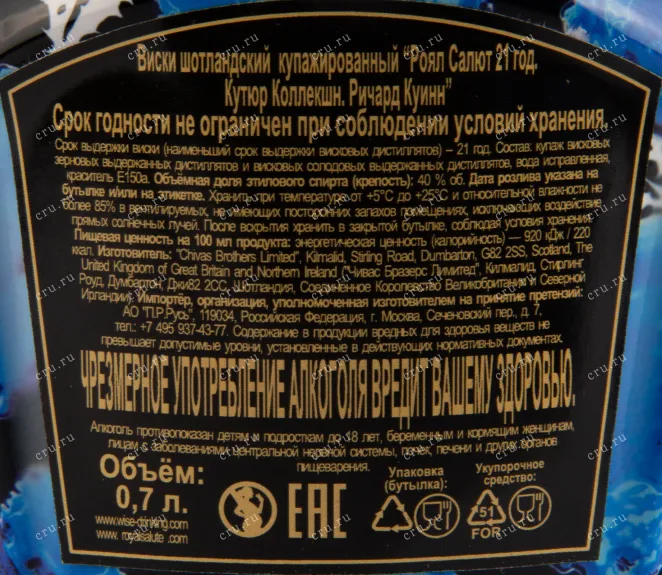 Виски шотландский купажированный "Роял Салют 21 год.
Кутюр Коллекшн. Ричард Куинн"
Срок годности не ограничен при соблюдении условий хранения.
Срок выдержки виски (наименьший срок выдержки висковых дистиллятов) – 21 год. Состав: купаж висковых
зерновых выдержанных дистиллятов и висковых солодовых выдержанных дистиллятов, вода исправленная,
краситель Е150а. Объёмная доля этилового спирта (крепость): 40 % об. Дата розлива указана на
бутылке и/или на этикетке. Хранить при температуре от +5°С до +25°С и относительной влажности не
более 85% в вентилируемых, не имеющих посторонних запахов помещениях, исключающих воздействие
прямых солнечных лучей. После вскрытия хранить в закрытой бутылке, соблюдая условия хранения.
Пищевая ценность на 100 мл продукта: энергетическая ценность (калорийность) — 920 кДж / 220
ккал. Изготовитель: "Chivas Brothers Limited", Kilmalid, Stirling Road, Dumbarton, G82 2SS, Scotland, The
United Kingdom of Great Britain and Northern Ireland ("Чивас Бразерс Лимитед", Килмалид, Стирлинг
Роуд, Думбартон, Джи82 2СС, Шотландия, Соединенное Королевство Великобритании и Северной
Ирландии). Импортёр, организация, уполномоченная изготовителем на принятие претензий:
АО "П.Р.Русь", 119034, Российская Федерация, г. Москва, Сеченовский пер., д. 7,
тел.: +7 495 937-43-77. Содержание в продукции вредных для здоровья веществ не
превышает допустимые уровни, установленные в действующих нормативных документах.
ЧРЕЗМЕРНОЕ УПОТРЕБЛЕНИЕ АЛКОГОЛЯ ВРЕДИТ ВАШЕМУ ЗДОРОВЬЮ.
Алкоголь противопоказан детям и подросткам до 18 лет, беременным и кормящим женщинам,
лицам с заболеваниями центральной нервной системы, почек, печени и других органов
пищеварения.
Объём:
0,7 л.
www.wise-drinking.com
www. royalsalute .com
EAC
Упаковка
(бутылка):
Укупорочное
средство:
51
FOR
cru.ru